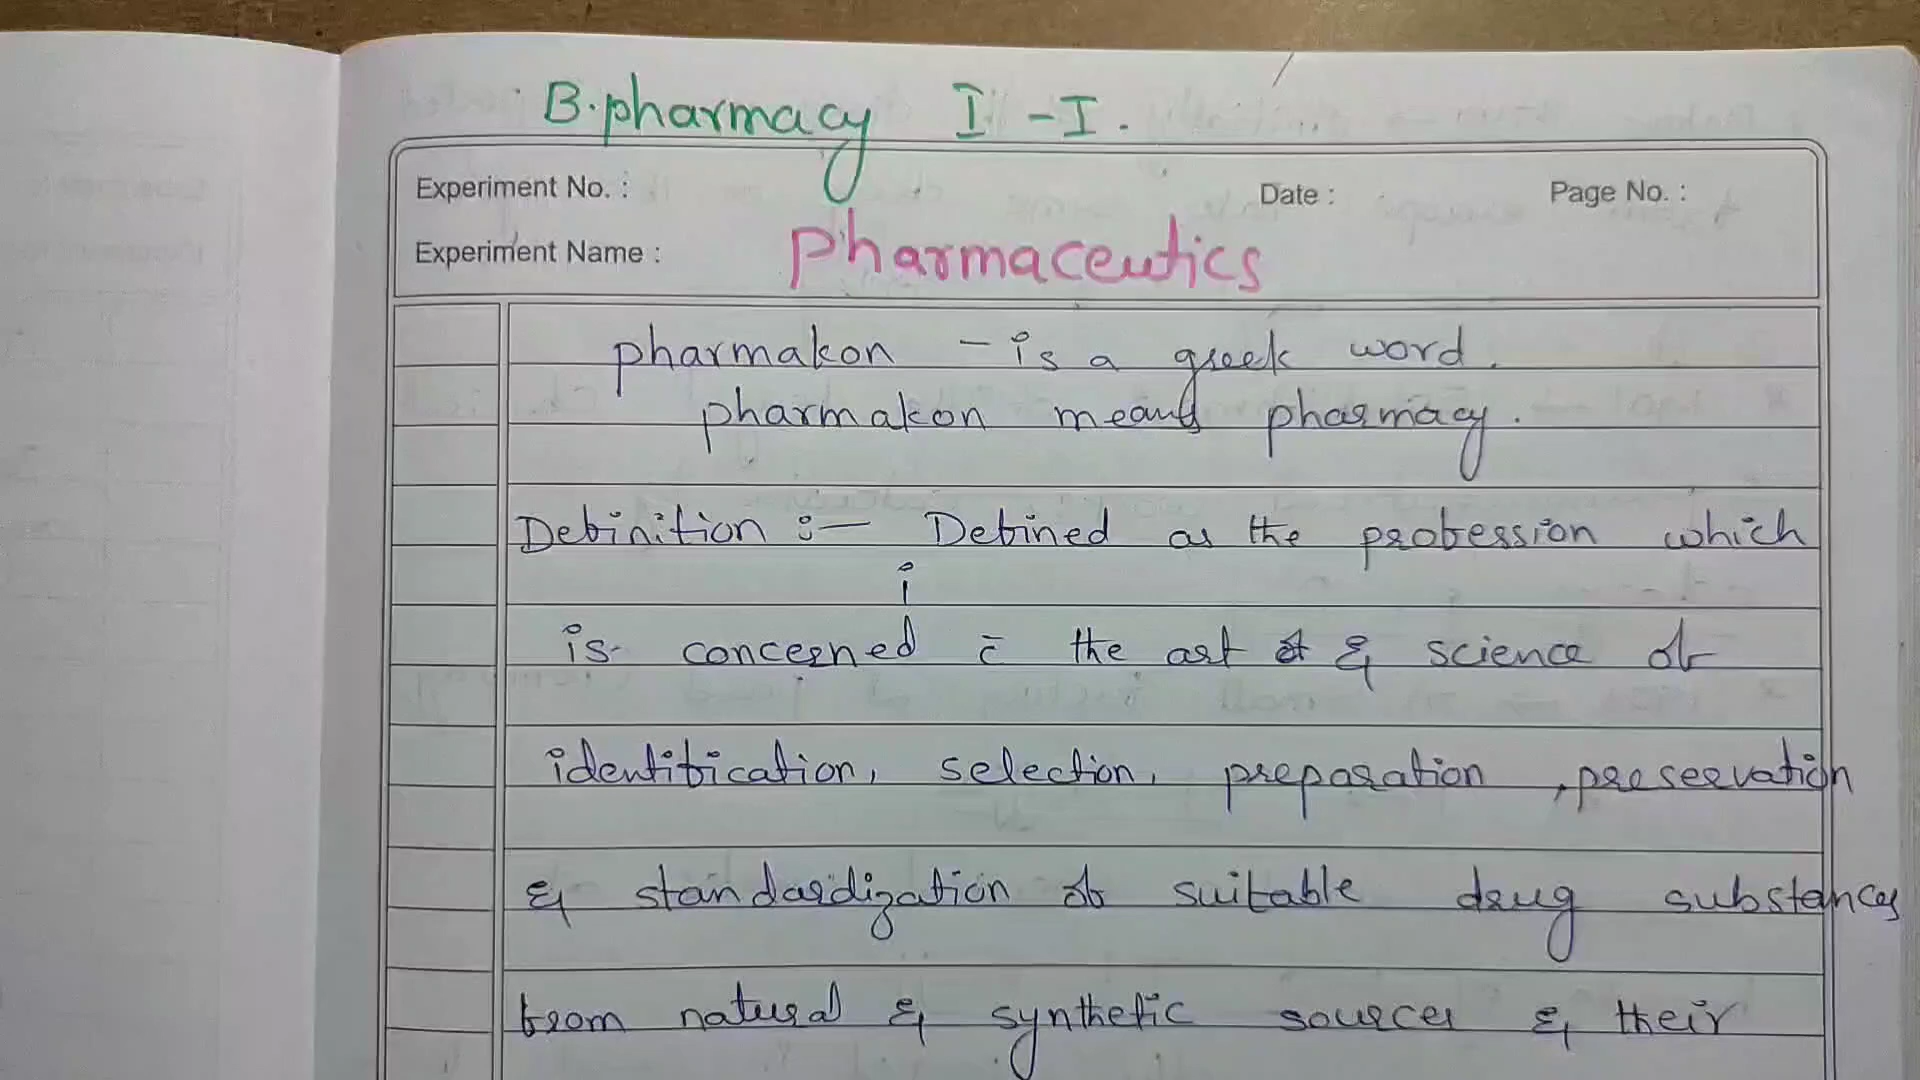 B.pharmacy I - I.
Experiment No. : Date : Page No. :
Experiment Name : Pharmaceutics
pharmakon - is a greek word.
pharmakon means pharmacy.
Definition :- Defined as the profession which
is concerned c̄ the art & science of
identification, selection, preparation, preservation
& standardization of suitable drug substances
from natural & synthetic sources & their